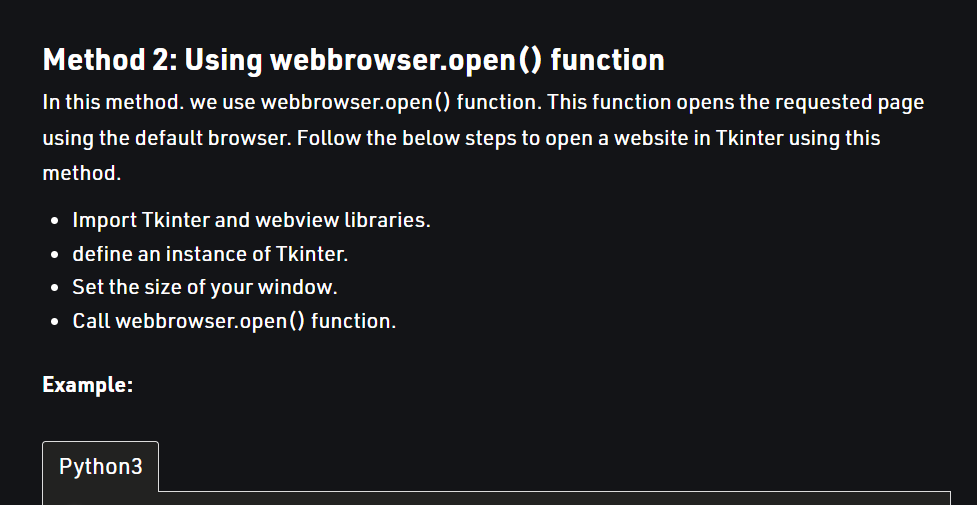 Method 2: Using webbrowser.open() function
In this method. we use webbrowser.open() function. This function opens the requested page
using the default browser. Follow the below steps to open a website in Tkinter using this
method.
• Import Tkinter and webview libraries.
• define an instance of Tkinter.
• Set the size of your window.
• Call webbrowser.open() function.
Example:
Python3